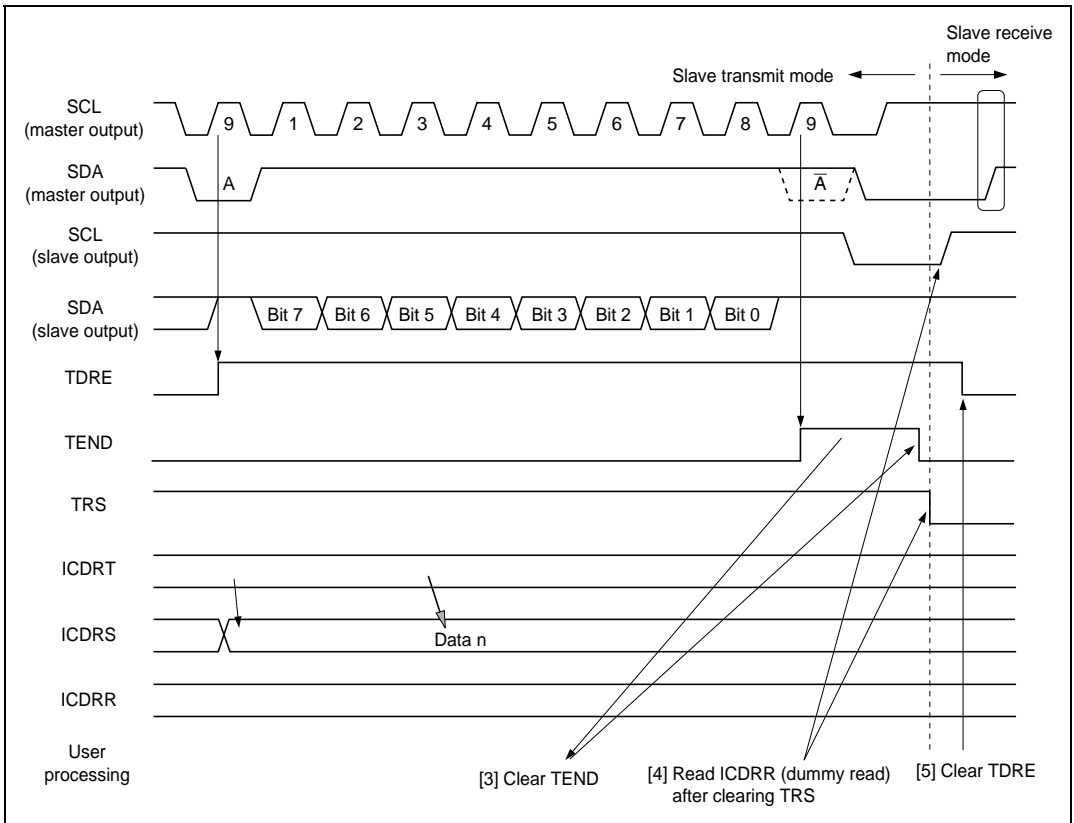 Slave receive
mode
Slave transmit mode
SCL
(master output)
9 1 2 3 4 5 6 7 8 9
SDA
(master output)
A A̅
SCL
(slave output)
SDA
(slave output)
Bit 7 Bit 6 Bit 5 Bit 4 Bit 3 Bit 2 Bit 1 Bit 0
TDRE
TEND
TRS
ICDRT
ICDRS
Data n
ICDRR
User
processing
[3] Clear TEND
[4] Read ICDRR (dummy read)
after clearing TRS
[5] Clear TDRE